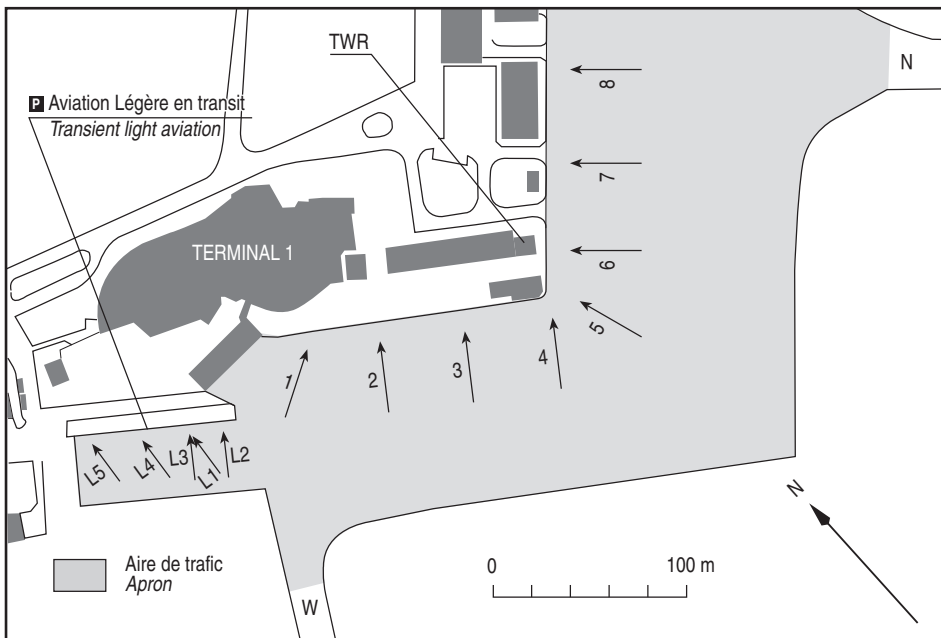 TWR
N
8
P Aviation Légère en transit
Transient light aviation
7
TERMINAL 1
6
5
4
3
2
1
L5
L4
L3
L1
L2
N
Aire de trafic
Apron
0 100 m
W